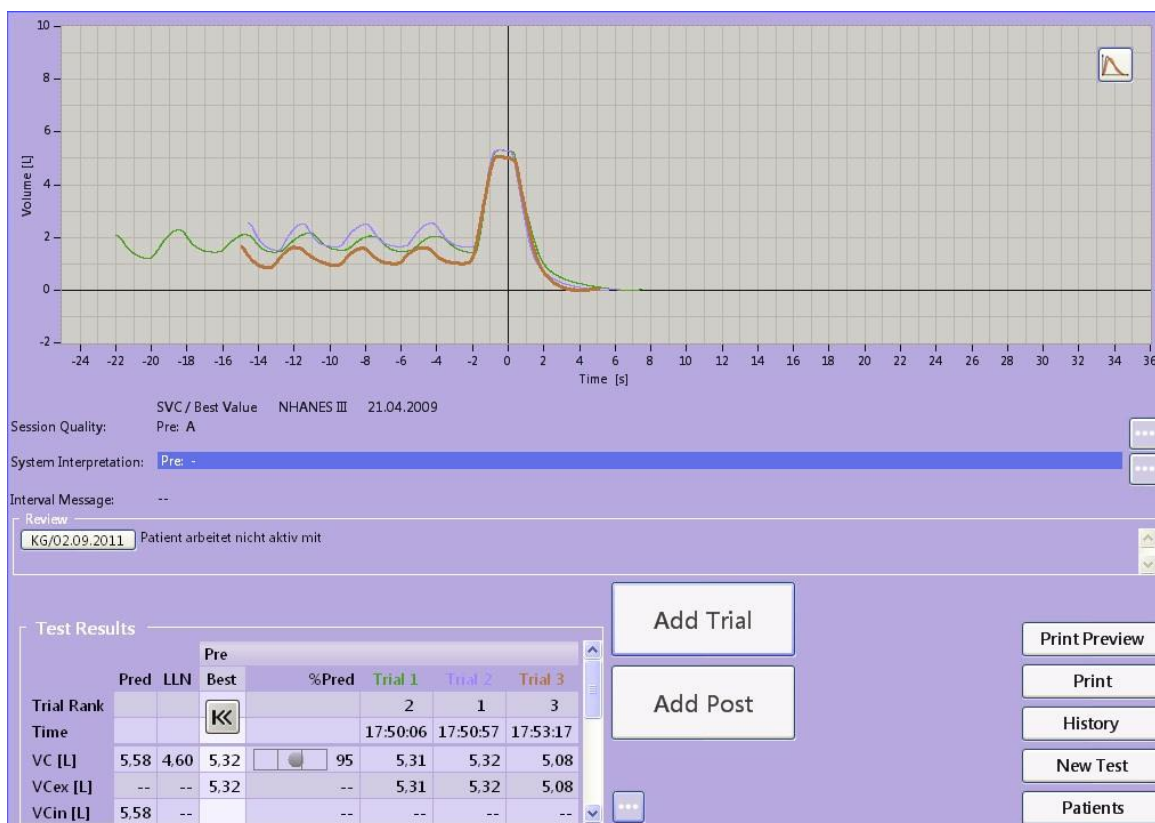 10
8
6
4
2
0
-2
Volume [L]
-24 -22 -20 -18 -16 -14 -12 -10 -8 -6 -4 -2 0 2 4 6 8 10 12 14 16 18 20 22 24 26 28 30 32 34 36
Time [s]
SVC / Best Value NHANES III 21.04.2009
Session Quality: Pre: A
System Interpretation: Pre: -
Interval Message: --
Review
KG/02.09.2011 Patient arbeitet nicht aktiv mit
Test Results
Pre
Pred LLN Best %Pred Trial 1 Trial 2 Trial 3
Trial Rank 2 1 3
Time 17:50:06 17:50:57 17:53:17
VC [L] 5,58 4,60 5,32 95 5,31 5,32 5,08
VCex [L] -- -- 5,32 -- 5,31 5,32 5,08
VCin [L] 5,58 -- -- -- -- --
Add Trial
Add Post
Print Preview
Print
History
New Test
Patients